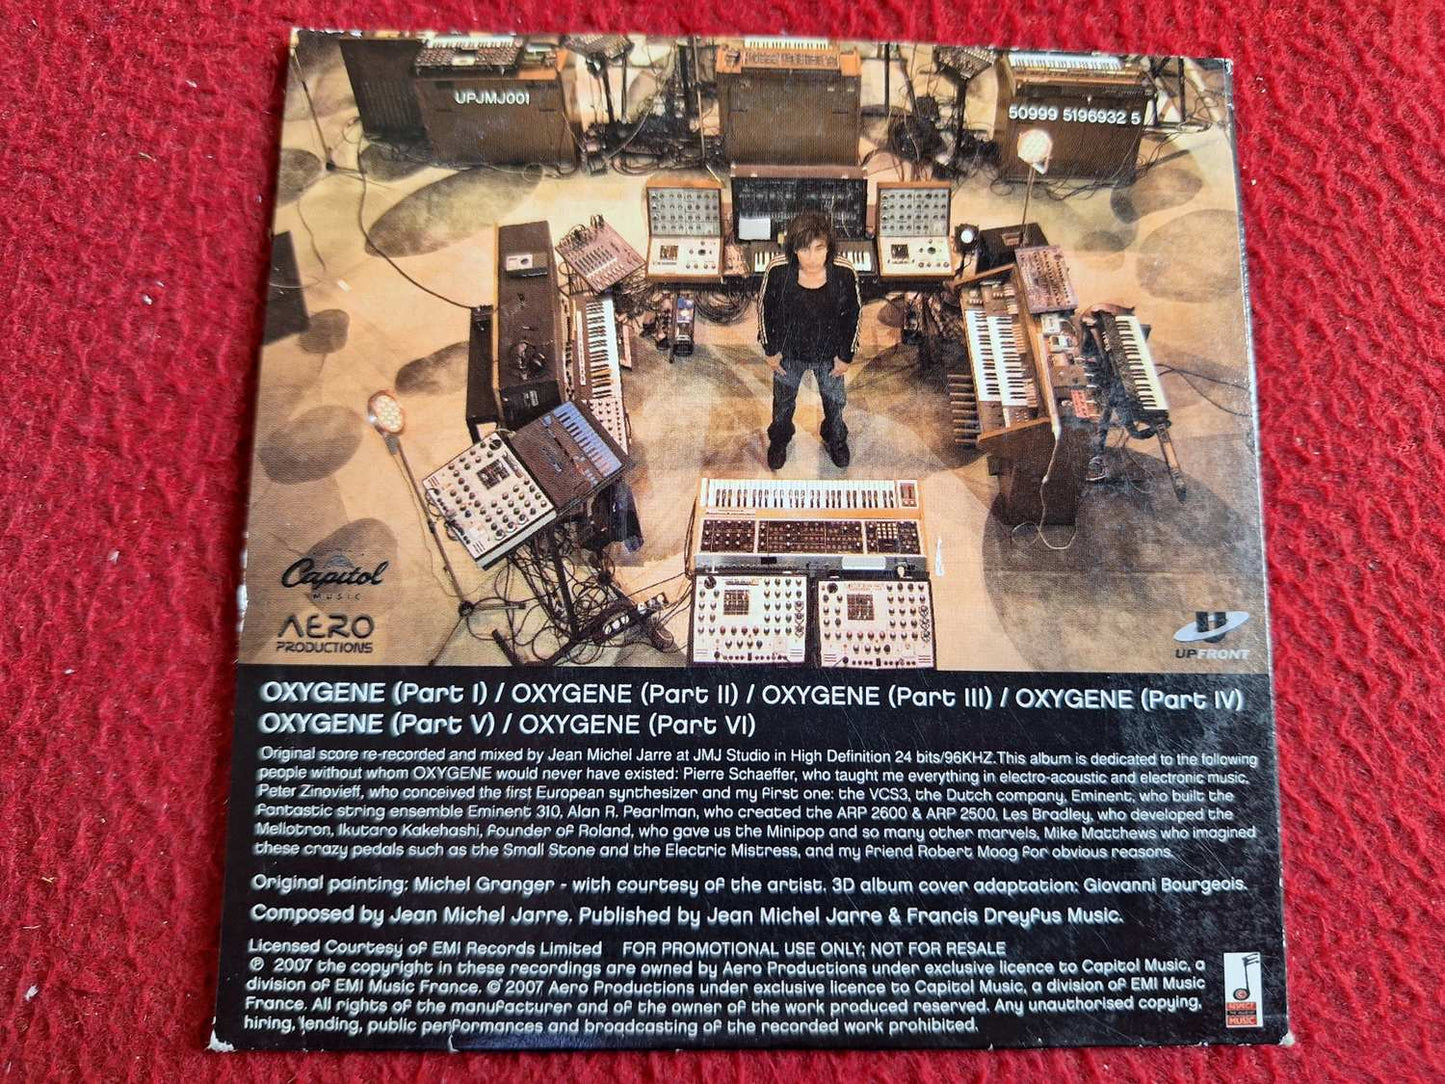 UPJMJ001
50999 5196932 5
Capitol
MUSIC
AERO
PRODUCTIONS
UPFRONT
OXYGENE (Part I) / OXYGENE (Part II) / OXYGENE (Part III) / OXYGENE (Part IV)
OXYGENE (Part V) / OXYGENE (Part VI)
Original score re-recorded and mixed by Jean Michel Jarre at JMJ Studio in High Definition 24 bits/96KHZ.This album is dedicated to the following
people without whom OXYGENE would never have existed: Pierre Schaeffer, who taught me everything in electro-acoustic and electronic music,
Peter Zinovieff, who conceived the first European synthesizer and my first one: the VCS3, the Dutch company, Eminent, who built the
fantastic string ensemble Eminent 310, Alan R. Pearlman, who created the ARP 2600 & ARP 2500, Les Bradley, who developed the
Mellotron, Ikutaro Kakehashi, founder of Roland, who gave us the Minipop and so many other marvels, Mike Matthews who imagined
these crazy pedals such as the Small Stone and the Electric Mistress, and my friend Robert Moog for obvious reasons.
Original painting: Michel Granger - with courtesy of the artist. 3D album cover adaptation: Giovanni Bourgeois.
Composed by Jean Michel Jarre. Published by Jean Michel Jarre & Francis Dreyfus Music.
Licensed Courtesy of EMI Records Limited FOR PROMOTIONAL USE ONLY; NOT FOR RESALE
℗ 2007 the copyright in these recordings are owned by Aero Productions under exclusive licence to Capitol Music, a
division of EMI Music France. © 2007 Aero Productions under exclusive licence to Capitol Music, a division of EMI Music
France. All rights of the manufacturer and of the owner of the work produced reserved. Any unauthorised copying,
hiring, lending, public performances and broadcasting of the recorded work prohibited.
RESPECT
THE VALUE OF
MUSIC